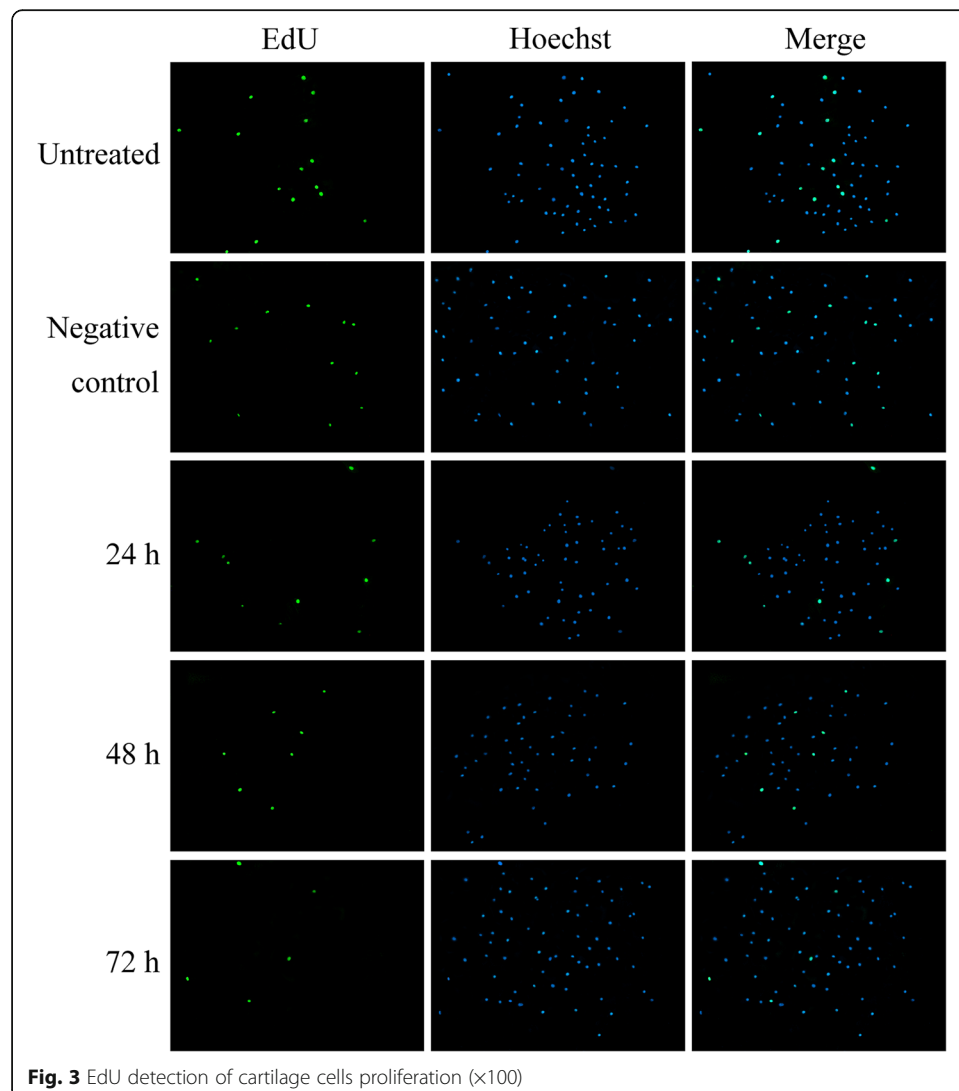 EdU Hoechst Merge
Untreated
Negative
control
24 h
48 h
72 h
Fig. 3 EdU detection of cartilage cells proliferation (×100)